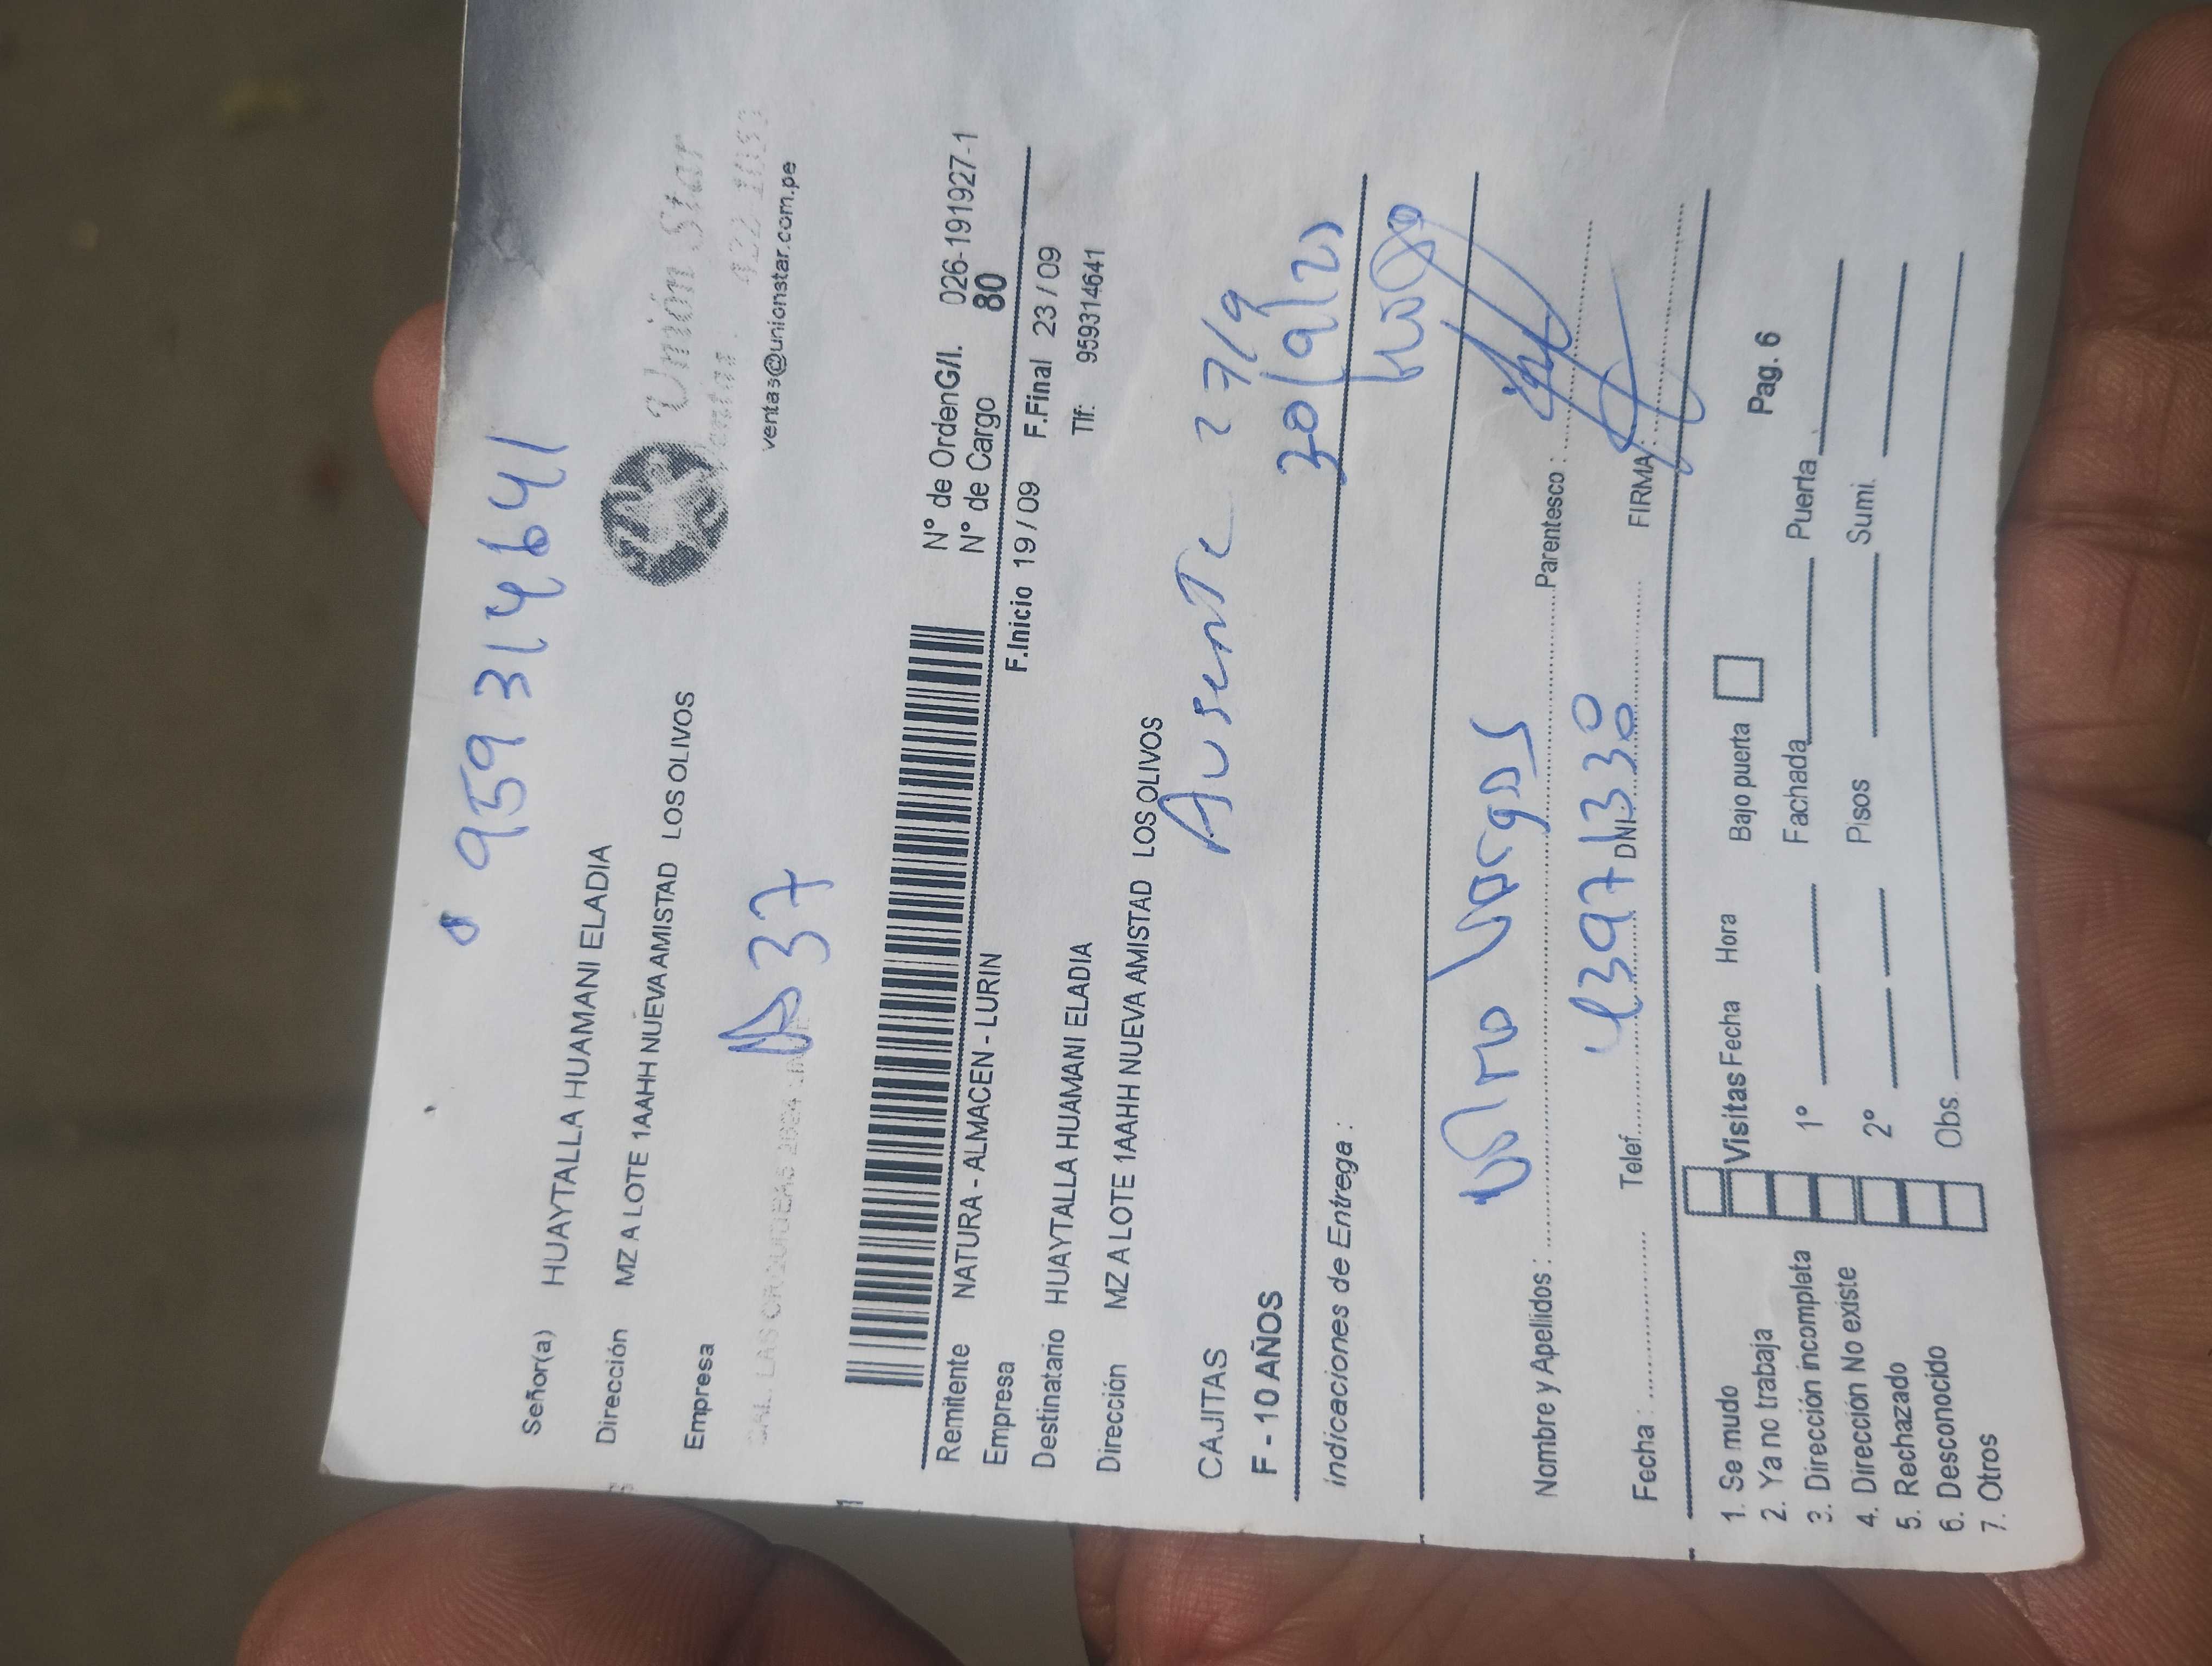 959314641
Señor(a) HUAYTALLA HUAMANI ELADIA
Dirección MZ A LOTE 1AAHH NUEVA AMISTAD LOS OLIVOS
Unión Star
Empresa
ventas@unionstar.com.pe
37
N° de OrdenG/I. 026-191927-1
Remitente NATURA - ALMACEN - LURIN N° de Cargo 80
Empresa F.Inicio 19 / 09 F.Final 23 / 09
Destinatario HUAYTALLA HUAMANI ELADIA Tlf: 959314641
Dirección MZ A LOTE 1AAHH NUEVA AMISTAD LOS OLIVOS
Ausente 27/9
CAJITAS
F - 10 AÑOS
30/9/21
indicaciones de Entrega :
Vargas
Nombre y Apellidos : Parentesco :
43971330
Fecha : Telef. DNI FIRMA :
1. Se mudo Visitas Fecha Hora Bajo puerta Pag. 6
2. Ya no trabaja
3. Dirección incompleta 1° Fachada Puerta
4. Dirección No existe
5. Rechazado 2° Pisos Sumi.
6. Desconocido
7. Otros Obs.